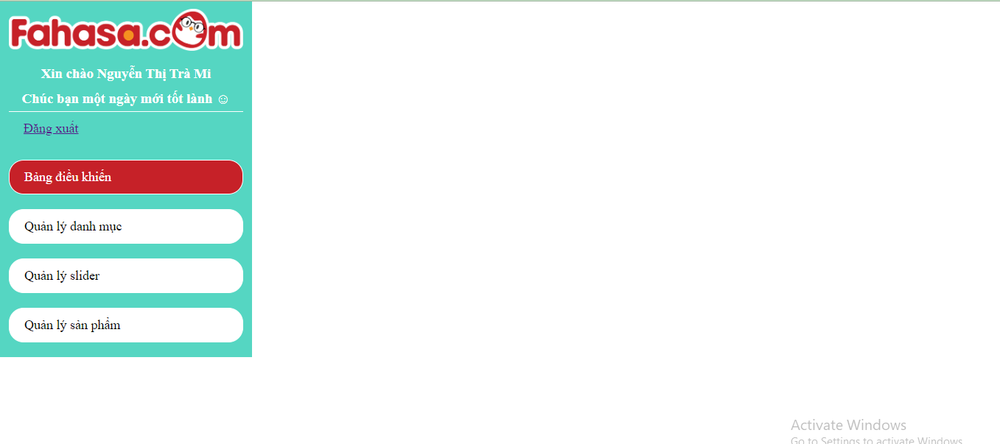 Fahasa.com
Xin chào Nguyễn Thị Trà Mi
Chúc bạn một ngày mới tốt lành ☺
Đăng xuất
Bảng điều khiến
Quản lý danh mục
Quản lý slider
Quản lý sản phẩm
Activate Windows
Go to Settings to activate Windows